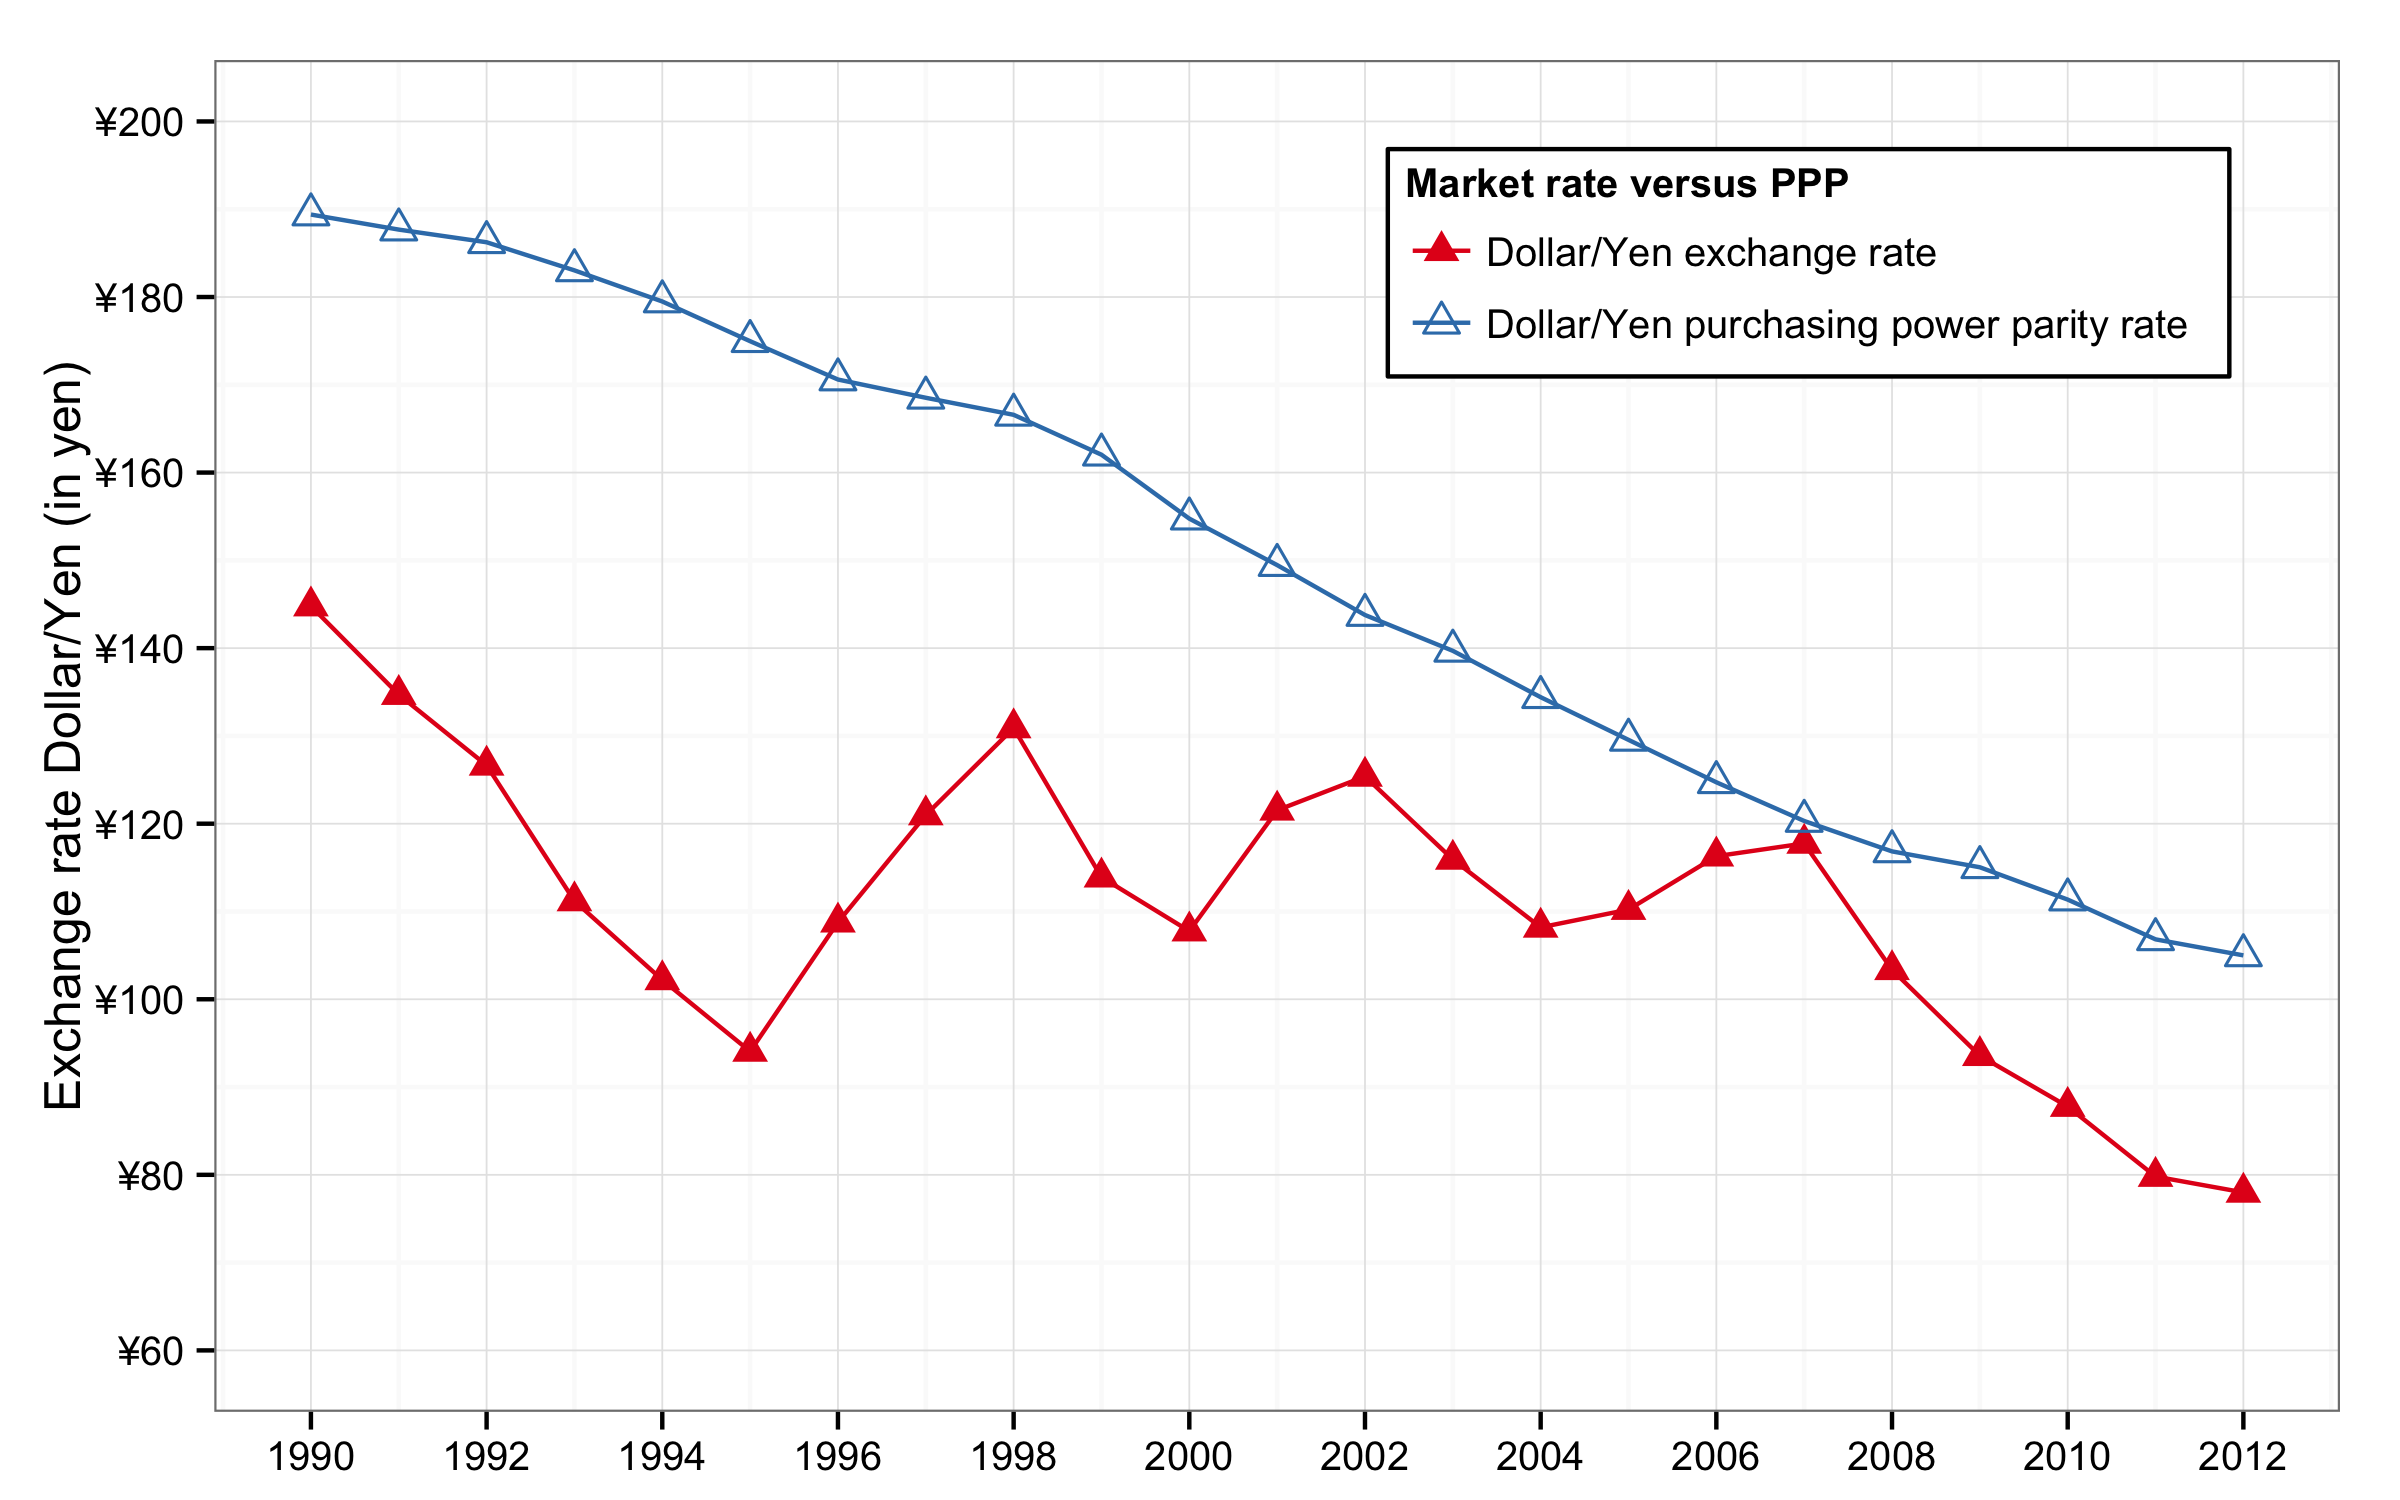 Exchange rate Dollar/Yen (in yen)
¥200
¥180
¥160
¥140
¥120
¥100
¥80
¥60
Market rate versus PPP
Dollar/Yen exchange rate
Dollar/Yen purchasing power parity rate
1990 1992 1994 1996 1998 2000 2002 2004 2006 2008 2010 2012